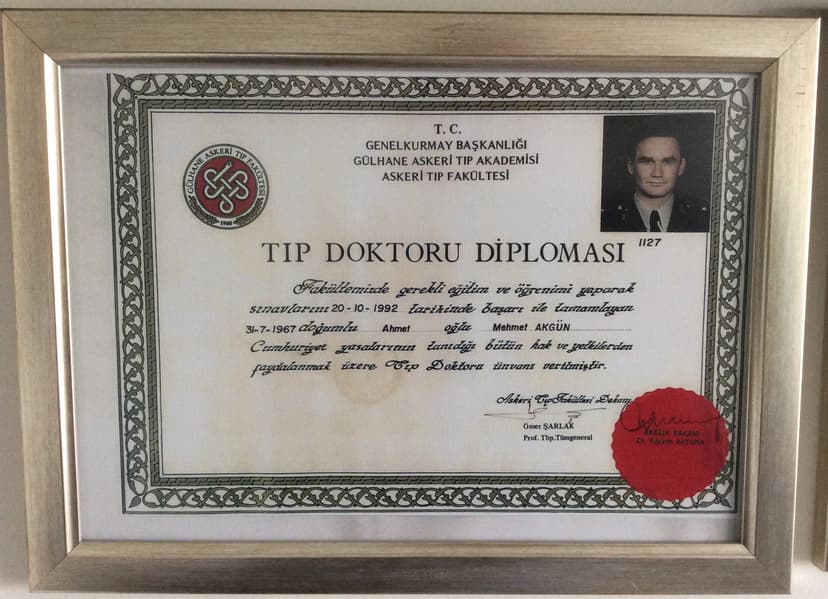 T. C.
GENELKURMAY BAŞKANLIĞI
GÜLHANE ASKERİ TIP AKADEMİSİ
ASKERİ TIP FAKÜLTESİ
GÜLHANE ASKERİ TIP FAKÜLTESİ
1980
1127
TIP DOKTORU DİPLOMASI
Fakültemizde gerekli eğitim ve öğrenimi yaparak
sınavlarını 20-10-1992 tarihinde başarı ile tamamlayan
31-7-1967 doğumlu Ahmet oğlu Mehmet AKGÜN
Cumhuriyet yasalarının tanıdığı bütün hak ve yetkilerden
faydalanmak üzere Tıp Doktoru ünvanı verilmiştir.
Askeri Tıp Fakültesi Dekanı
Ömer ŞARLAK
Prof. Tbp. Tümgeneral
SAĞLIK BAKANI
Dr. Yıldırım AKTUNA